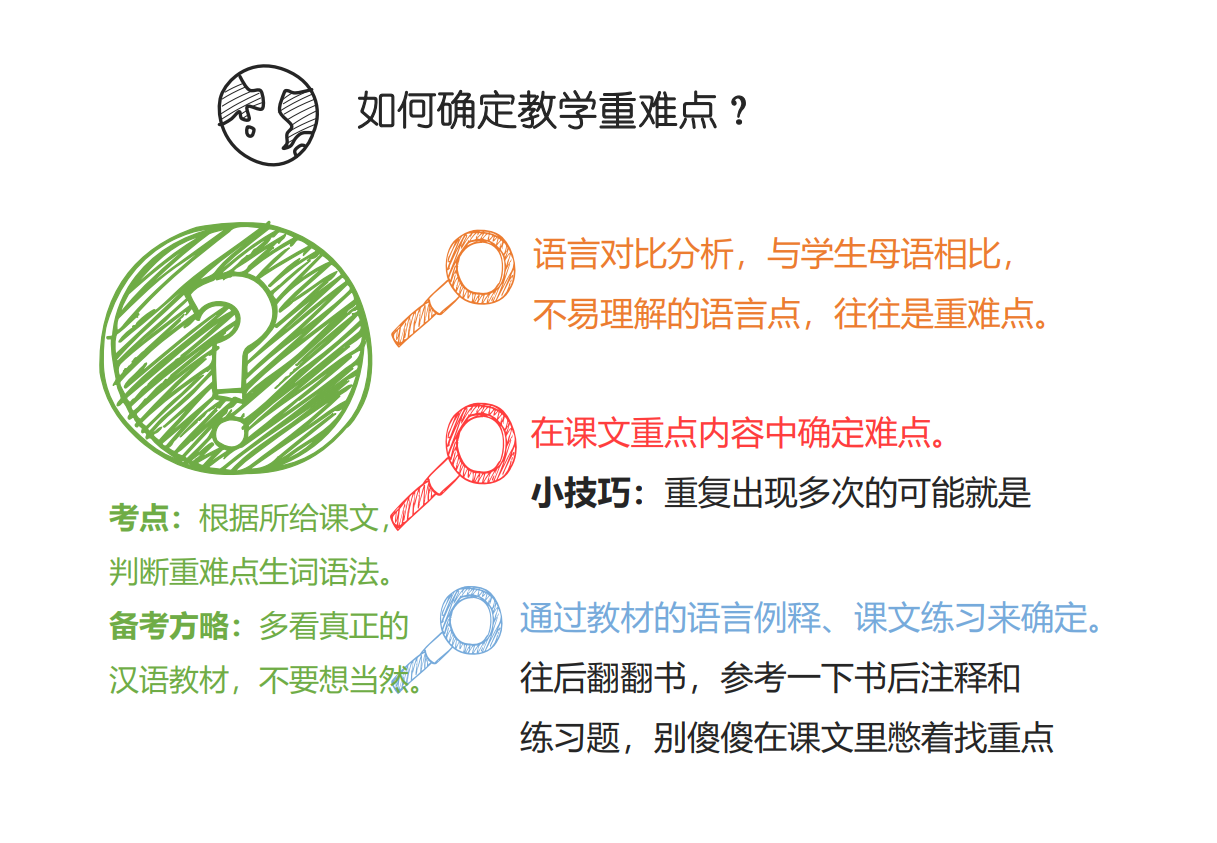 如何确定教学重难点？
语言对比分析，与学生母语相比，
不易理解的语言点，往往是重难点。
在课文重点内容中确定难点。
小技巧：重复出现多次的可能就是
考点：根据所给课文，
判断重难点生词语法。
备考方略：多看真正的
汉语教材，不要想当然。
通过教材的语言例释、课文练习来确定。
往后翻翻书，参考一下书后注释和
练习题，别傻傻在课文里憋着找重点